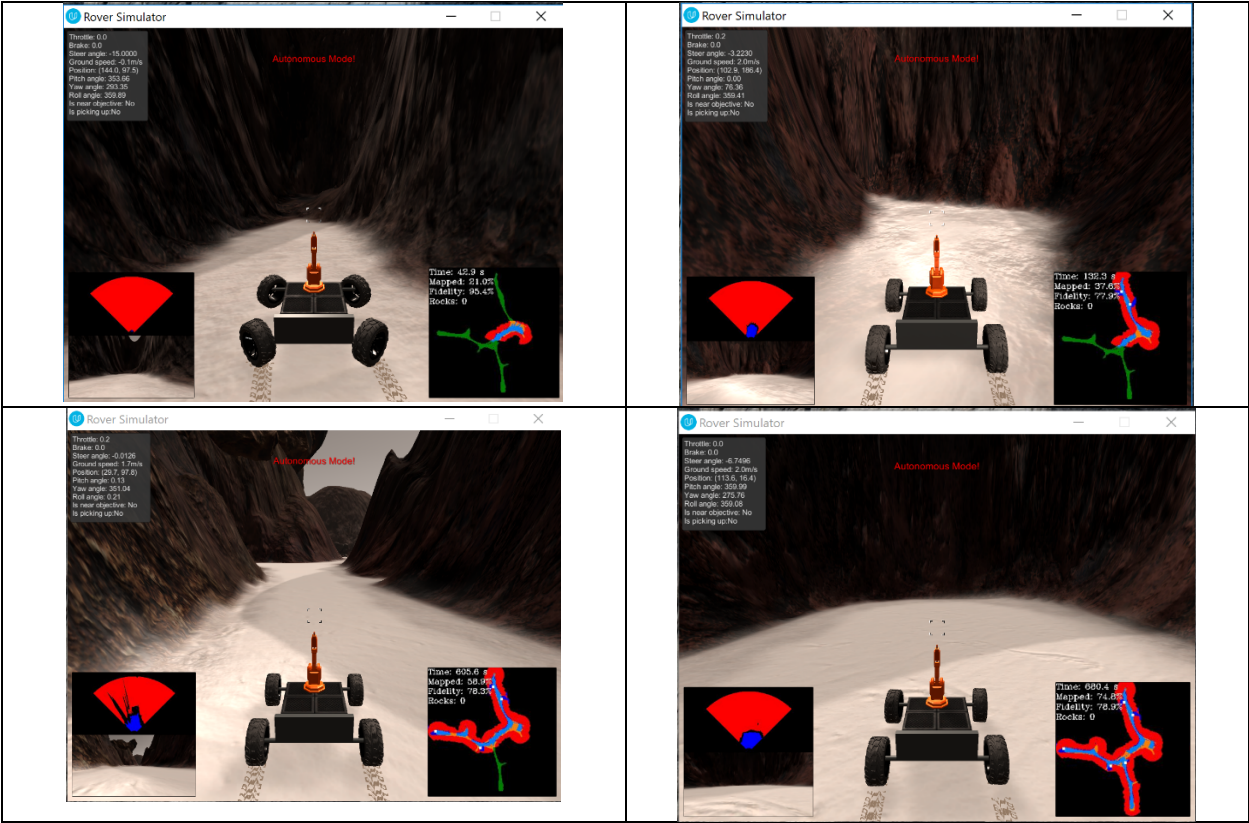 Rover Simulator
Throttle: 0.0
Brake: 0.0
Steer angle: -15.0000
Ground speed: -0.1m/s
Position: (144.0, 97.5)
Pitch angle: 353.66
Yaw angle: 293.35
Roll angle: 359.89
Is near objective: No
Is picking up:No
Autonomous Mode!
Time: 42.9 s
Mapped: 21.0%
Fidelity: 95.4%
Rocks: 0
Rover Simulator
Throttle: 0.2
Brake: 0.0
Steer angle: -3.2230
Ground speed: 2.0m/s
Position: (102.9, 186.4)
Pitch angle: 0.00
Yaw angle: 76.36
Roll angle: 359.41
Is near objective: No
Is picking up:No
Autonomous Mode!
Time: 132.3 s
Mapped: 37.6%
Fidelity: 77.9%
Rocks: 0
Rover Simulator
Throttle: 0.2
Brake: 0.0
Steer angle: -0.0126
Ground speed: 1.7m/s
Position: (29.7, 97.8)
Pitch angle: 0.13
Yaw angle: 351.04
Roll angle: 0.21
Is near objective: No
Is picking up:No
Autonomous Mode!
Time: 605.6 s
Mapped: 58.9%
Fidelity: 78.3%
Rocks: 0
Rover Simulator
Throttle: 0.0
Brake: 0.0
Steer angle: -6.7496
Ground speed: 2.0m/s
Position: (113.6, 16.4)
Pitch angle: 359.99
Yaw angle: 275.76
Roll angle: 359.08
Is near objective: No
Is picking up:No
Autonomous Mode!
Time: 680.4 s
Mapped: 74.8%
Fidelity: 78.9%
Rocks: 0